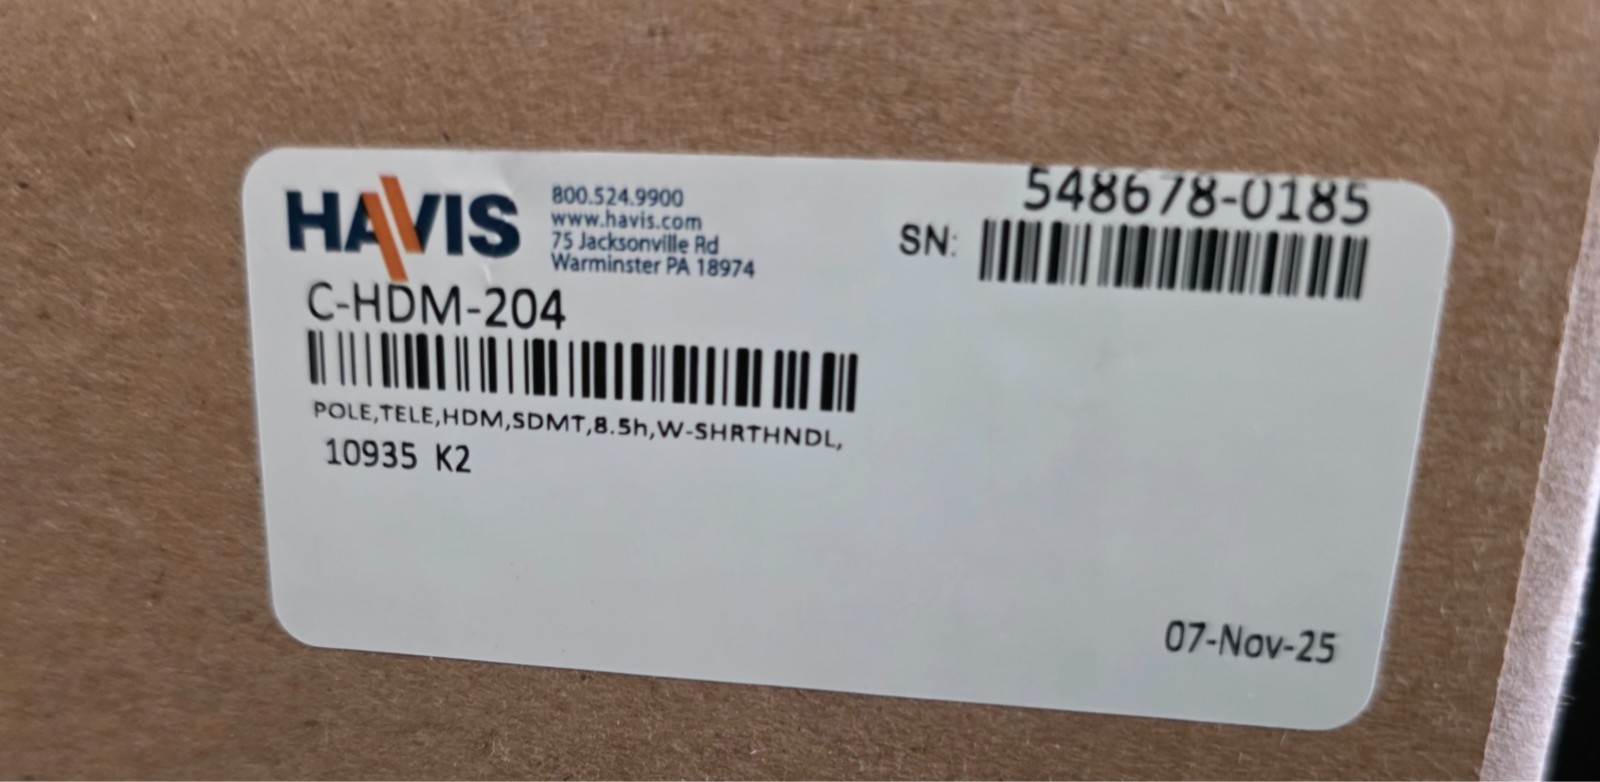 HAVIS
800.524.9900
www.havis.com
75 Jacksonville Rd
Warminster PA 18974
548678-0185
SN:
C-HDM-204
POLE,TELE,HDM,SDMT,8.5h,W-SHRTHNDL,
10935 K2
07-Nov-25